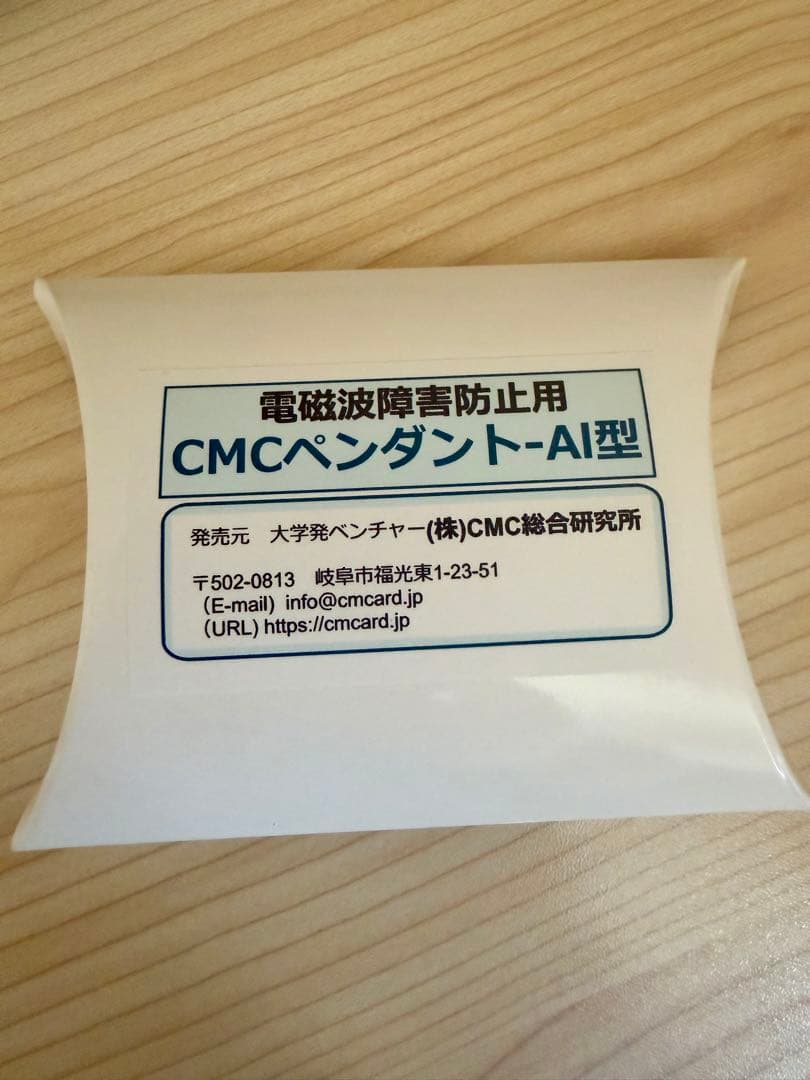 電磁波障害防止用
CMCペンダント-Al型
発売元　大学発ベンチャー(株)CMC総合研究所
〒502-0813　岐阜市福光東1-23-51
（E-mail）info@cmcard.jp
（URL) https://cmcard.jp